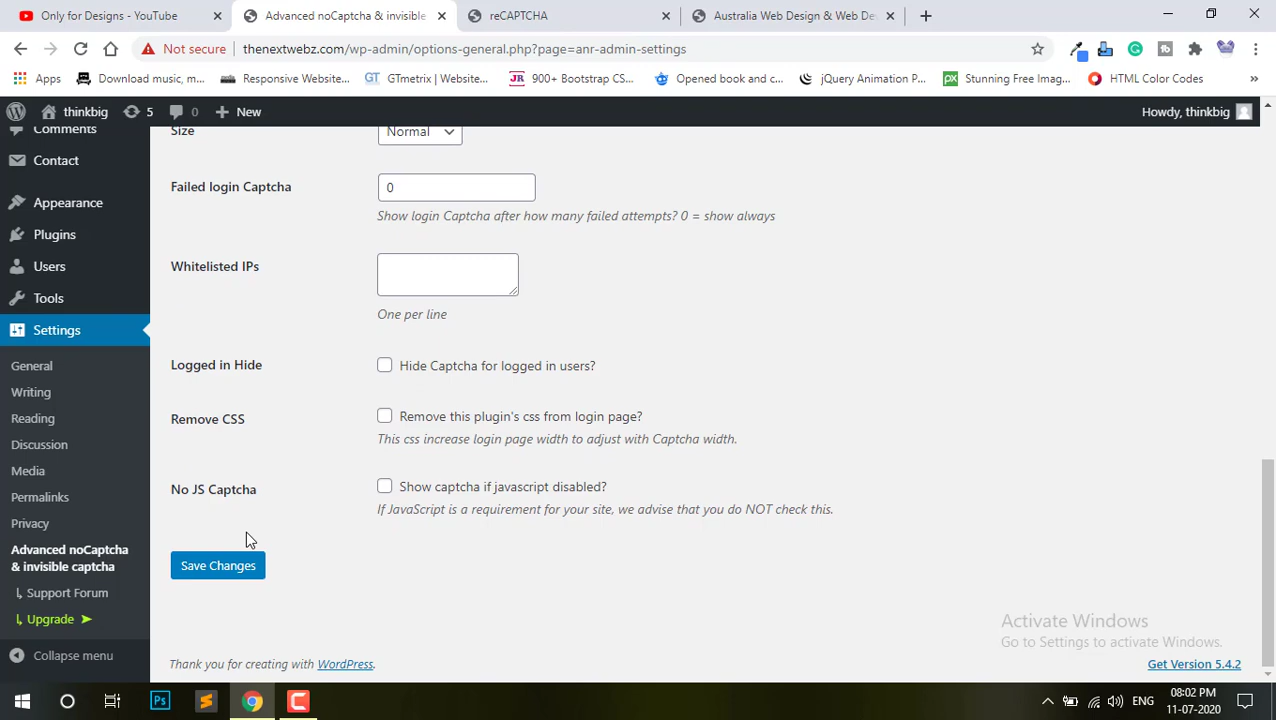 Only for Designs - YouTube
Advanced noCaptcha & invisible
reCAPTCHA
Australia Web Design & Web De
Not secure
thenextwebz.com/wp-admin/options-general.php?page=anr-admin-settings
Apps
Download music, m...
Responsive Website...
GTmetrix | Website...
900+ Bootstrap CS...
Opened book and c...
jQuery Animation P...
Stunning Free Imag...
HTML Color Codes
thinkbig
5
0
New
Howdy, thinkbig
Comments
Contact
Appearance
Plugins
Users
Tools
Settings
General
Writing
Reading
Discussion
Media
Permalinks
Privacy
Advanced noCaptcha
& invisible captcha
↳ Support Forum
↳ Upgrade ➤
Collapse menu
Size
Normal
Failed login Captcha
0
Show login Captcha after how many failed attempts? 0 = show always
Whitelisted IPs
One per line
Logged in Hide
Hide Captcha for logged in users?
Remove CSS
Remove this plugin's css from login page?
This css increase login page width to adjust with Captcha width.
No JS Captcha
Show captcha if javascript disabled?
If JavaScript is a requirement for your site, we advise that you do NOT check this.
Save Changes
Activate Windows
Go to Settings to activate Windows.
Thank you for creating with WordPress.
Get Version 5.4.2
Ps
ENG
08:02 PM
11-07-2020